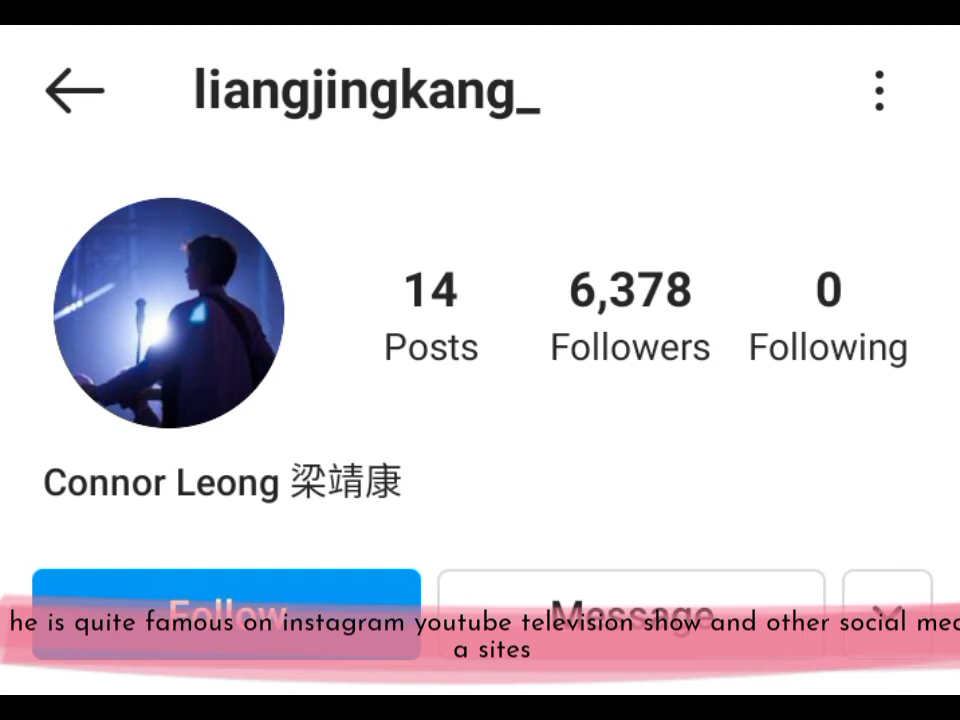 liangjingkang_
14 6,378 0
Posts Followers Following
Connor Leong 梁靖康
Follow Message
he is quite famous on instagram youtube television show and other social med
a sites